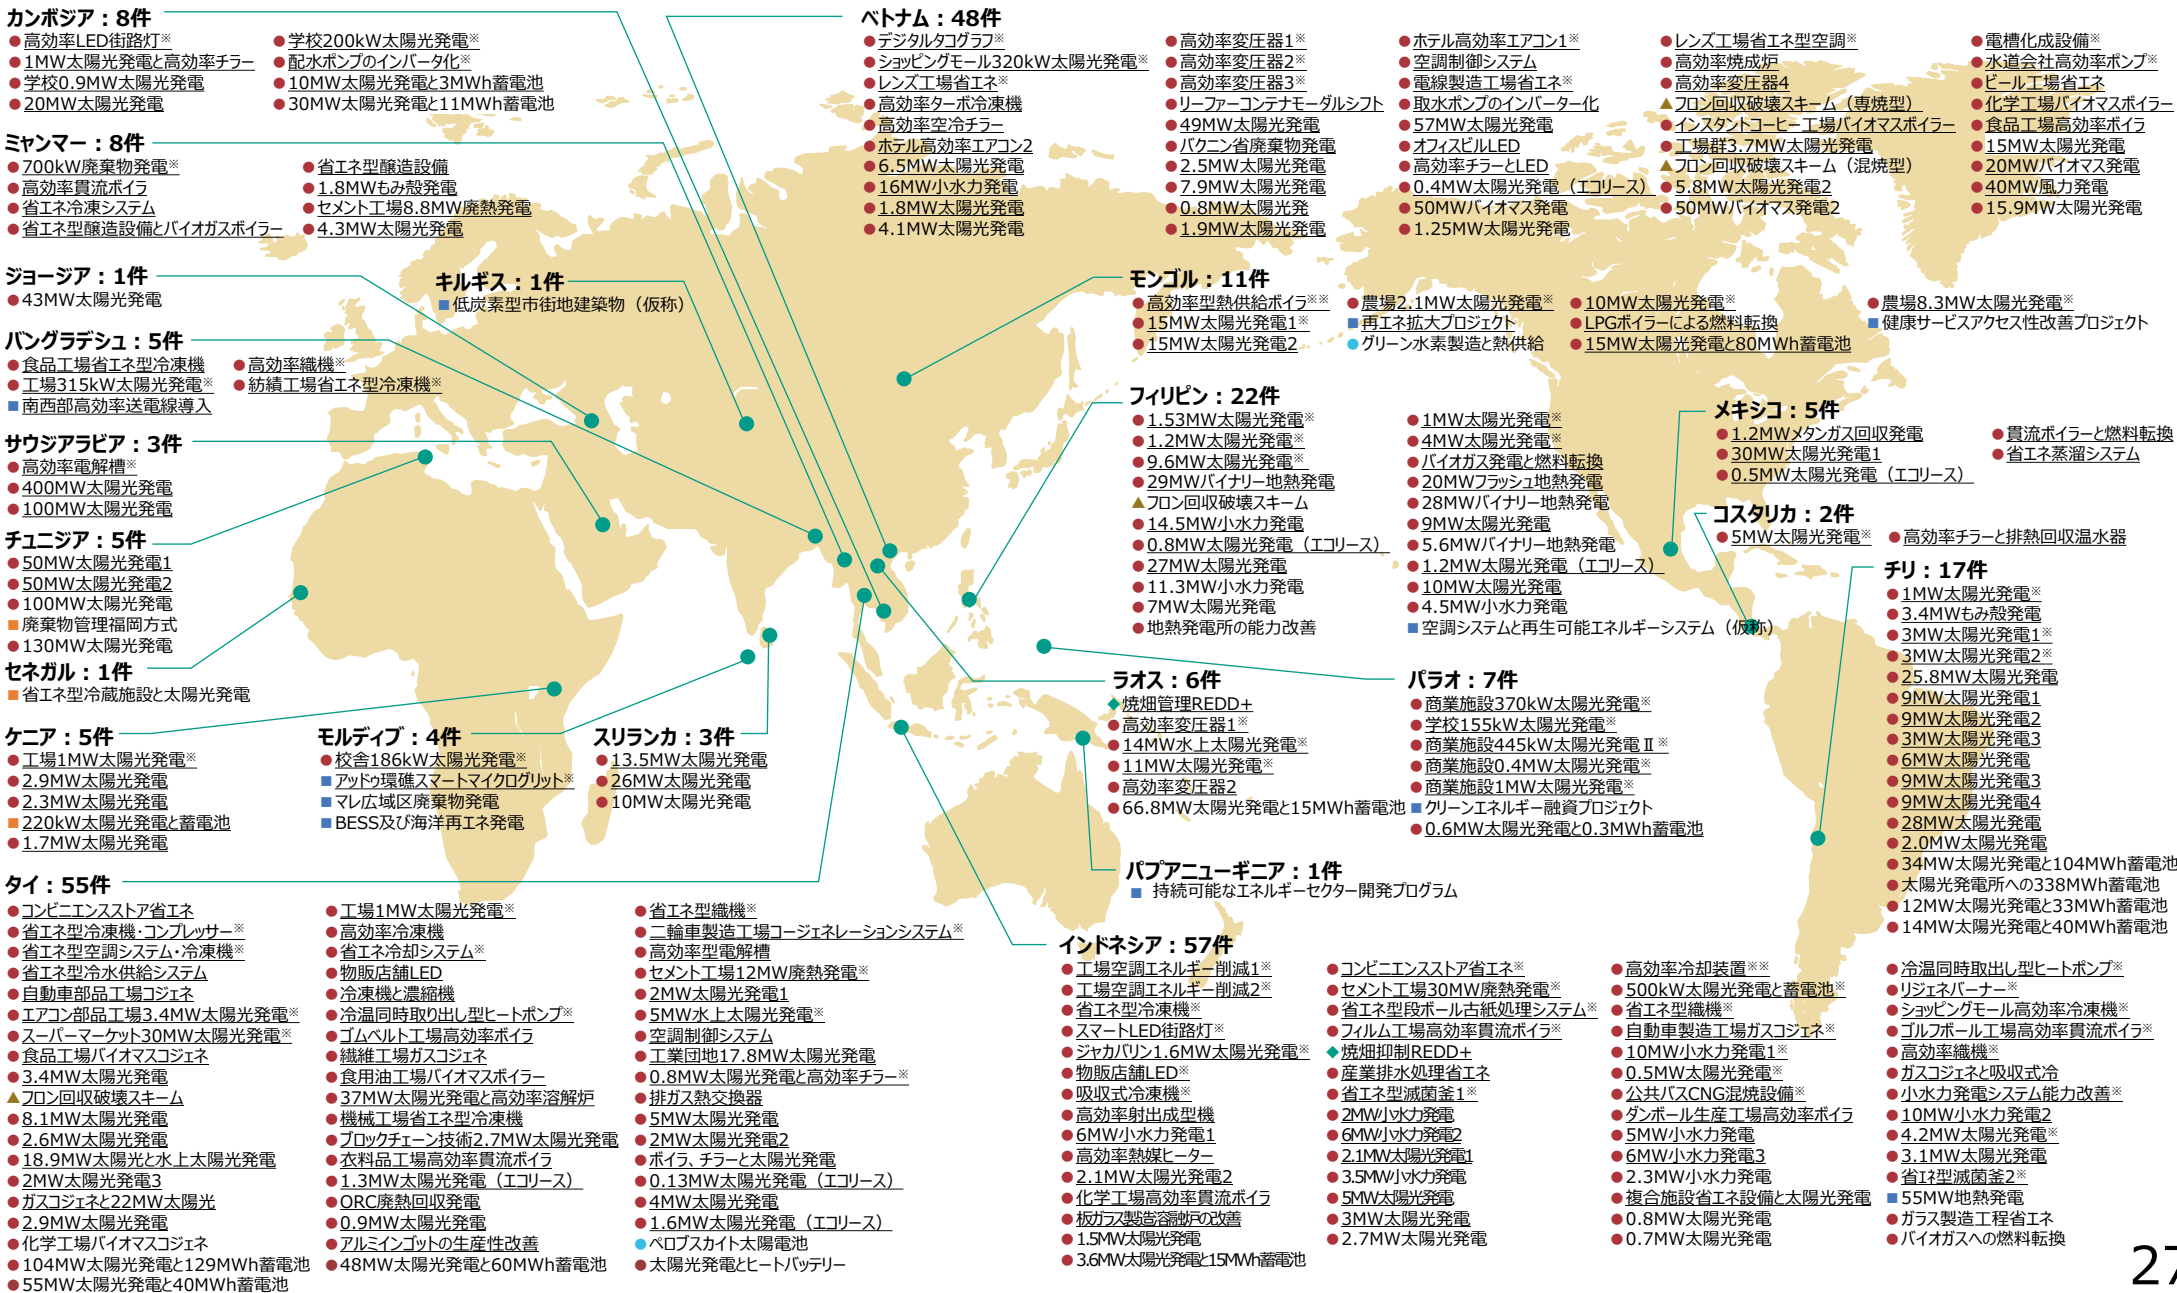 カンボジア：8件
●高効率LED街路灯※
●1MW太陽光発電と高効率チラー
●学校0.9MW太陽光発電
●20MW太陽光発電
●学校200kW太陽光発電※
●配水ポンプのインバータ化※
●10MW太陽光発電と3MWh蓄電池
●30MW太陽光発電と11MWh蓄電池
ミャンマー：8件
●700kW廃棄物発電※
●高効率貫流ボイラ
●省エネ冷凍システム
●省エネ型醸造設備とバイオガスボイラー
●省エネ型醸造設備
●1.8MWもみ殻発電
●セメント工場8.8MW廃熱発電
●4.3MW太陽光発電
ジョージア：1件
●43MW太陽光発電
キルギス：1件
■低炭素型市街地建築物（仮称）
バングラデシュ：5件
●食品工場省エネ型冷凍機
●工場315kW太陽光発電※
■南西部高効率送電線導入
●高効率織機※
●紡績工場省エネ型冷凍機※
サウジアラビア：3件
●高効率電解槽※
●400MW太陽光発電
●100MW太陽光発電
チュニジア：5件
●50MW太陽光発電1
●50MW太陽光発電2
●100MW太陽光発電
■廃棄物管理福岡方式
●130MW太陽光発電
セネガル：1件
■省エネ型冷蔵施設と太陽光発電
ケニア：5件
●工場1MW太陽光発電※
●2.9MW太陽光発電
●2.3MW太陽光発電
■220kW太陽光発電と蓄電池
●1.7MW太陽光発電
モルディブ：4件
●校舎186kW太陽光発電※
■アッドゥ環礁スマートマイクログリット※
■マレ広域区廃棄物発電
■BESS及び海洋再エネ発電
スリランカ：3件
●13.5MW太陽光発電
●26MW太陽光発電
●10MW太陽光発電
タイ：55件
●コンビニエンスストア省エネ
●省エネ型冷凍機・コンプレッサー※
●省エネ型空調システム・冷凍機※
●省エネ型冷水供給システム
●自動車部品工場コジェネ
●エアコン部品工場3.4MW太陽光発電※
●スーパーマーケット30MW太陽光発電※
●食品工場バイオマスコジェネ
●3.4MW太陽光発電
▲フロン回収破壊スキーム
●8.1MW太陽光発電
●2.6MW太陽光発電
●18.9MW太陽光と水上太陽光発電
●2MW太陽光発電3
●ガスコジェネと22MW太陽光
●2.9MW太陽光発電
●化学工場バイオマスコジェネ
●104MW太陽光発電と129MWh蓄電池
●55MW太陽光発電と40MWh蓄電池
●工場1MW太陽光発電※
●高効率冷凍機
●省エネ冷却システム※
●物販店舗LED
●冷凍機と濃縮機
●冷温同時取り出し型ヒートポンプ※
●ゴムベルト工場高効率ボイラ
●繊維工場ガスコジェネ
●食用油工場バイオマスボイラー
●37MW太陽光発電と高効率溶解炉
●機械工場省エネ型冷凍機
●ブロックチェーン技術2.7MW太陽光発電
●衣料品工場高効率貫流ボイラ
●1.3MW太陽光発電（エコリース）
●ORC廃熱回収発電
●0.9MW太陽光発電
●アルミインゴットの生産性改善
●48MW太陽光発電と60MWh蓄電池
●省エネ型織機※
●二輪車製造工場コージェネレーションシステム※
●高効率型電解槽
●セメント工場12MW廃熱発電※
●2MW太陽光発電1
●5MW水上太陽光発電※
●空調制御システム
●工業団地17.8MW太陽光発電
●0.8MW太陽光発電と高効率チラー※
●排ガス熱交換器
●5MW太陽光発電
●2MW太陽光発電2
●ボイラ、チラーと太陽光発電
●0.13MW太陽光発電（エコリース）
●4MW太陽光発電
●1.6MW太陽光発電（エコリース）
●ペロブスカイト太陽電池
●太陽光発電とヒートバッテリー
ベトナム：48件
●デジタルタコグラフ※
●ショッピングモール320kW太陽光発電※
●レンズ工場省エネ※
●高効率ターボ冷凍機
●高効率空冷チラー
●ホテル高効率エアコン2
●6.5MW太陽光発電
●16MW小水力発電
●1.8MW太陽光発電
●4.1MW太陽光発電
●高効率変圧器1※
●高効率変圧器2※
●高効率変圧器3※
●リーファーコンテナモーダルシフト
●49MW太陽光発電
●バクニン省廃棄物発電
●2.5MW太陽光発電
●7.9MW太陽光発電
●0.8MW太陽光発
●1.9MW太陽光発電
●ホテル高効率エアコン1※
●空調制御システム
●電線製造工場省エネ※
●取水ポンプのインバーター化
●57MW太陽光発電
●オフィスビルLED
●高効率チラーとLED
●0.4MW太陽光発電（エコリース）
●50MWバイオマス発電
●1.25MW太陽光発電
●レンズ工場省エネ型空調※
●高効率焼成炉
●高効率変圧器4
▲フロン回収破壊スキーム（専焼型）
●インスタントコーヒー工場バイオマスボイラー
●工場群3.7MW太陽光発電
▲フロン回収破壊スキーム（混焼型）
●5.8MW太陽光発電2
●50MWバイオマス発電2
●電槽化成設備※
●水道会社高効率ポンプ※
●ビール工場省エネ
●化学工場バイオマスボイラー
●食品工場高効率ボイラ
●15MW太陽光発電
●20MWバイオマス発電
●40MW風力発電
●15.9MW太陽光発電
モンゴル：11件
●高効率型熱供給ボイラ※※
●15MW太陽光発電1※
●15MW太陽光発電2
●農場2.1MW太陽光発電※
■再エネ拡大プロジェクト
●グリーン水素製造と熱供給
●10MW太陽光発電※
●LPGボイラーによる燃料転換
●15MW太陽光発電と80MWh蓄電池
●農場8.3MW太陽光発電※
■健康サービスアクセス性改善プロジェクト
フィリピン：22件
●1.53MW太陽光発電※
●1.2MW太陽光発電※
●9.6MW太陽光発電※
●29MWバイナリー地熱発電
▲フロン回収破壊スキーム
●14.5MW小水力発電
●0.8MW太陽光発電（エコリース）
●27MW太陽光発電
●11.3MW小水力発電
●7MW太陽光発電
●地熱発電所の能力改善
●1MW太陽光発電※
●4MW太陽光発電※
●バイオガス発電と燃料転換
●20MWフラッシュ地熱発電
●28MWバイナリー地熱発電
●9MW太陽光発電
●5.6MWバイナリー地熱発電
●1.2MW太陽光発電（エコリース）
●10MW太陽光発電
●4.5MW小水力発電
■空調システムと再生可能エネルギーシステム（仮称）
メキシコ：5件
●1.2MWメタンガス回収発電
●30MW太陽光発電1
●0.5MW太陽光発電（エコリース）
●貫流ボイラーと燃料転換
●省エネ蒸溜システム
コスタリカ：2件
●5MW太陽光発電※
●高効率チラーと排熱回収温水器
チリ：17件
●1MW太陽光発電※
●3.4MWもみ殻発電
●3MW太陽光発電1※
●3MW太陽光発電2※
●25.8MW太陽光発電
●9MW太陽光発電1
●9MW太陽光発電2
●3MW太陽光発電3
●6MW太陽光発電
●9MW太陽光発電3
●9MW太陽光発電4
●28MW太陽光発電
●2.0MW太陽光発電
●34MW太陽光発電と104MWh蓄電池
●太陽光発電所への338MWh蓄電池
●12MW太陽光発電と33MWh蓄電池
●14MW太陽光発電と40MWh蓄電池
ラオス：6件
◆焼畑管理REDD+
●高効率変圧器1※
●14MW水上太陽光発電※
●11MW太陽光発電※
●高効率変圧器2
●66.8MW太陽光発電と15MWh蓄電池
パラオ：7件
●商業施設370kW太陽光発電※
●学校155kW太陽光発電※
●商業施設445kW太陽光発電Ⅱ※
●商業施設0.4MW太陽光発電※
●商業施設1MW太陽光発電※
■クリーンエネルギー融資プロジェクト
●0.6MW太陽光発電と0.3MWh蓄電池
パプアニューギニア：1件
■持続可能なエネルギーセクター開発プログラム
インドネシア：57件
●工場空調エネルギー削減1※
●工場空調エネルギー削減2※
●省エネ型冷凍機※
●スマートLED街路灯※
●ジャカバリン1.6MW太陽光発電※
●物販店舗LED※
●吸収式冷凍機※
●高効率射出成型機
●6MW小水力発電1
●高効率熱媒ヒーター
●2.1MW太陽光発電2
●化学工場高効率貫流ボイラ
●板ガラス製造溶融炉の改善
●1.5MW太陽光発電
●3.6MW太陽光発電と15MWh蓄電池
●コンビニエンスストア省エネ※
●セメント工場30MW廃熱発電※
●省エネ型段ボール古紙処理システム※
●フィルム工場高効率貫流ボイラ※
◆焼畑抑制REDD+
●産業排水処理省エネ
●省エネ型滅菌釜1※
●2MW小水力発電
●6MW小水力発電2
●2.1MW太陽光発電1
●3.5MW小水力発電
●5MW太陽光発電
●3MW太陽光発電
●2.7MW太陽光発電
●高効率冷却装置※※
●500kW太陽光発電と蓄電池※
●省エネ型織機※
●自動車製造工場ガスコジェネ※
●10MW小水力発電1※
●0.5MW太陽光発電※
●公共バスCNG混焼設備※
●ダンボール生産工場高効率ボイラ
●5MW小水力発電
●6MW小水力発電3
●2.3MW小水力発電
●複合施設省エネ設備と太陽光発電
●0.8MW太陽光発電
●0.7MW太陽光発電
●冷温同時取出し型ヒートポンプ※
●リジェネバーナー※
●ショッピングモール高効率冷凍機※
●ゴルフボール工場高効率貫流ボイラ※
●高効率織機※
●ガスコジェネと吸収式冷
●小水力発電システム能力改善※
●10MW小水力発電2
●4.2MW太陽光発電※
●3.1MW太陽光発電
●省エネ型滅菌釜2※
■55MW地熱発電
●ガラス製造工程省エネ
●バイオガスへの燃料転換
27